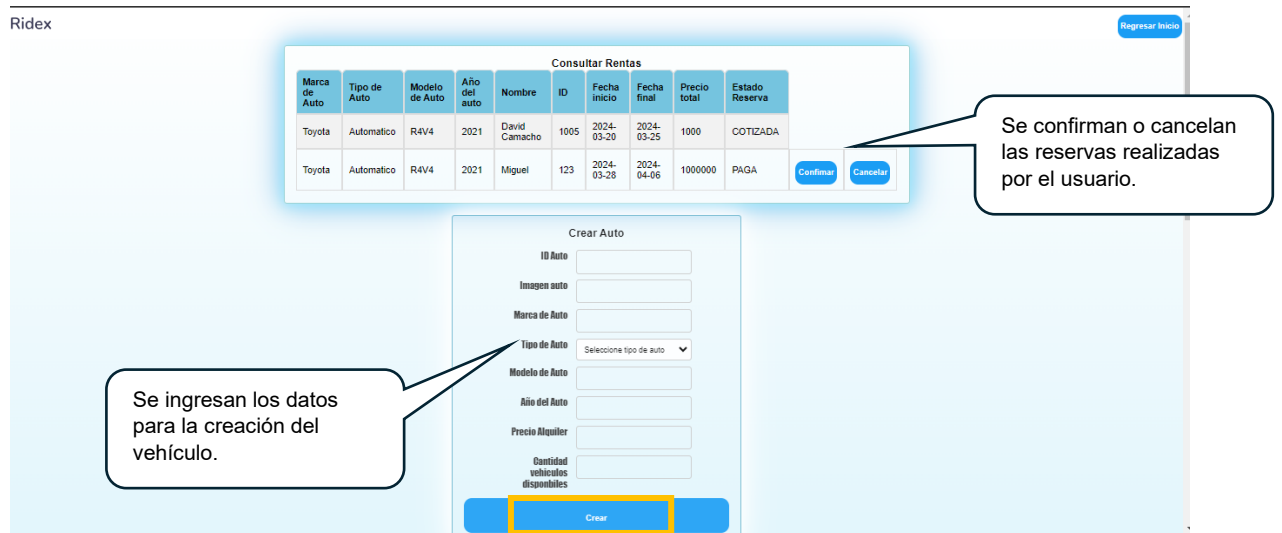 Ridex
Regresar Inicio
Consultar Rentas
Marca de Auto Tipo de Auto Modelo de Auto Año del auto Nombre ID Fecha inicio Fecha final Precio total Estado Reserva
Toyota Automatico R4V4 2021 David Camacho 1005 2024-03-20 2024-03-25 1000 COTIZADA
Toyota Automatico R4V4 2021 Miguel 123 2024-03-28 2024-04-06 1000000 PAGA Confimar Cancelar
Se confirman o cancelan
las reservas realizadas
por el usuario.
Crear Auto
ID Auto
Imagen auto
Marca de Auto
Tipo de Auto Seleccione tipo de auto
Modelo de Auto
Año del Auto
Precio Alquiler
Cantidad
vehiculos
disponbiles
Crear
Se ingresan los datos
para la creación del
vehículo.